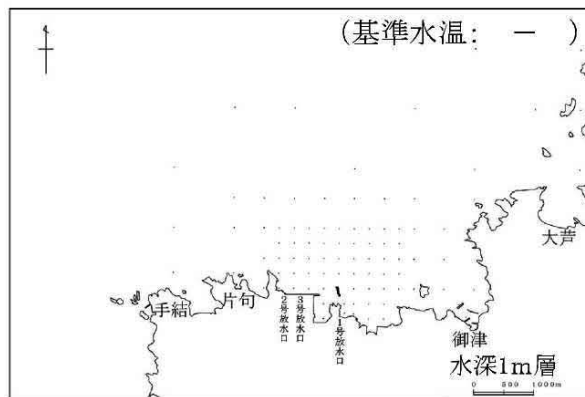 (基準水温: － )
大芦
手結
片句
2号放水口
3号放水口
1号放水口
御津
水深1m層
0 500 1000m